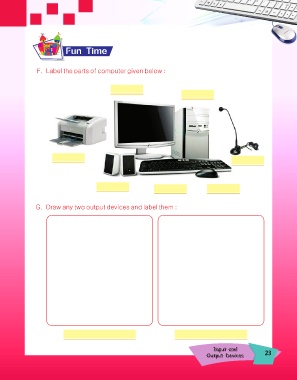 Fun Time
F. Label the parts of computer given below :
G. Draw any two output devices and label them :
Input and
Output Devices
23